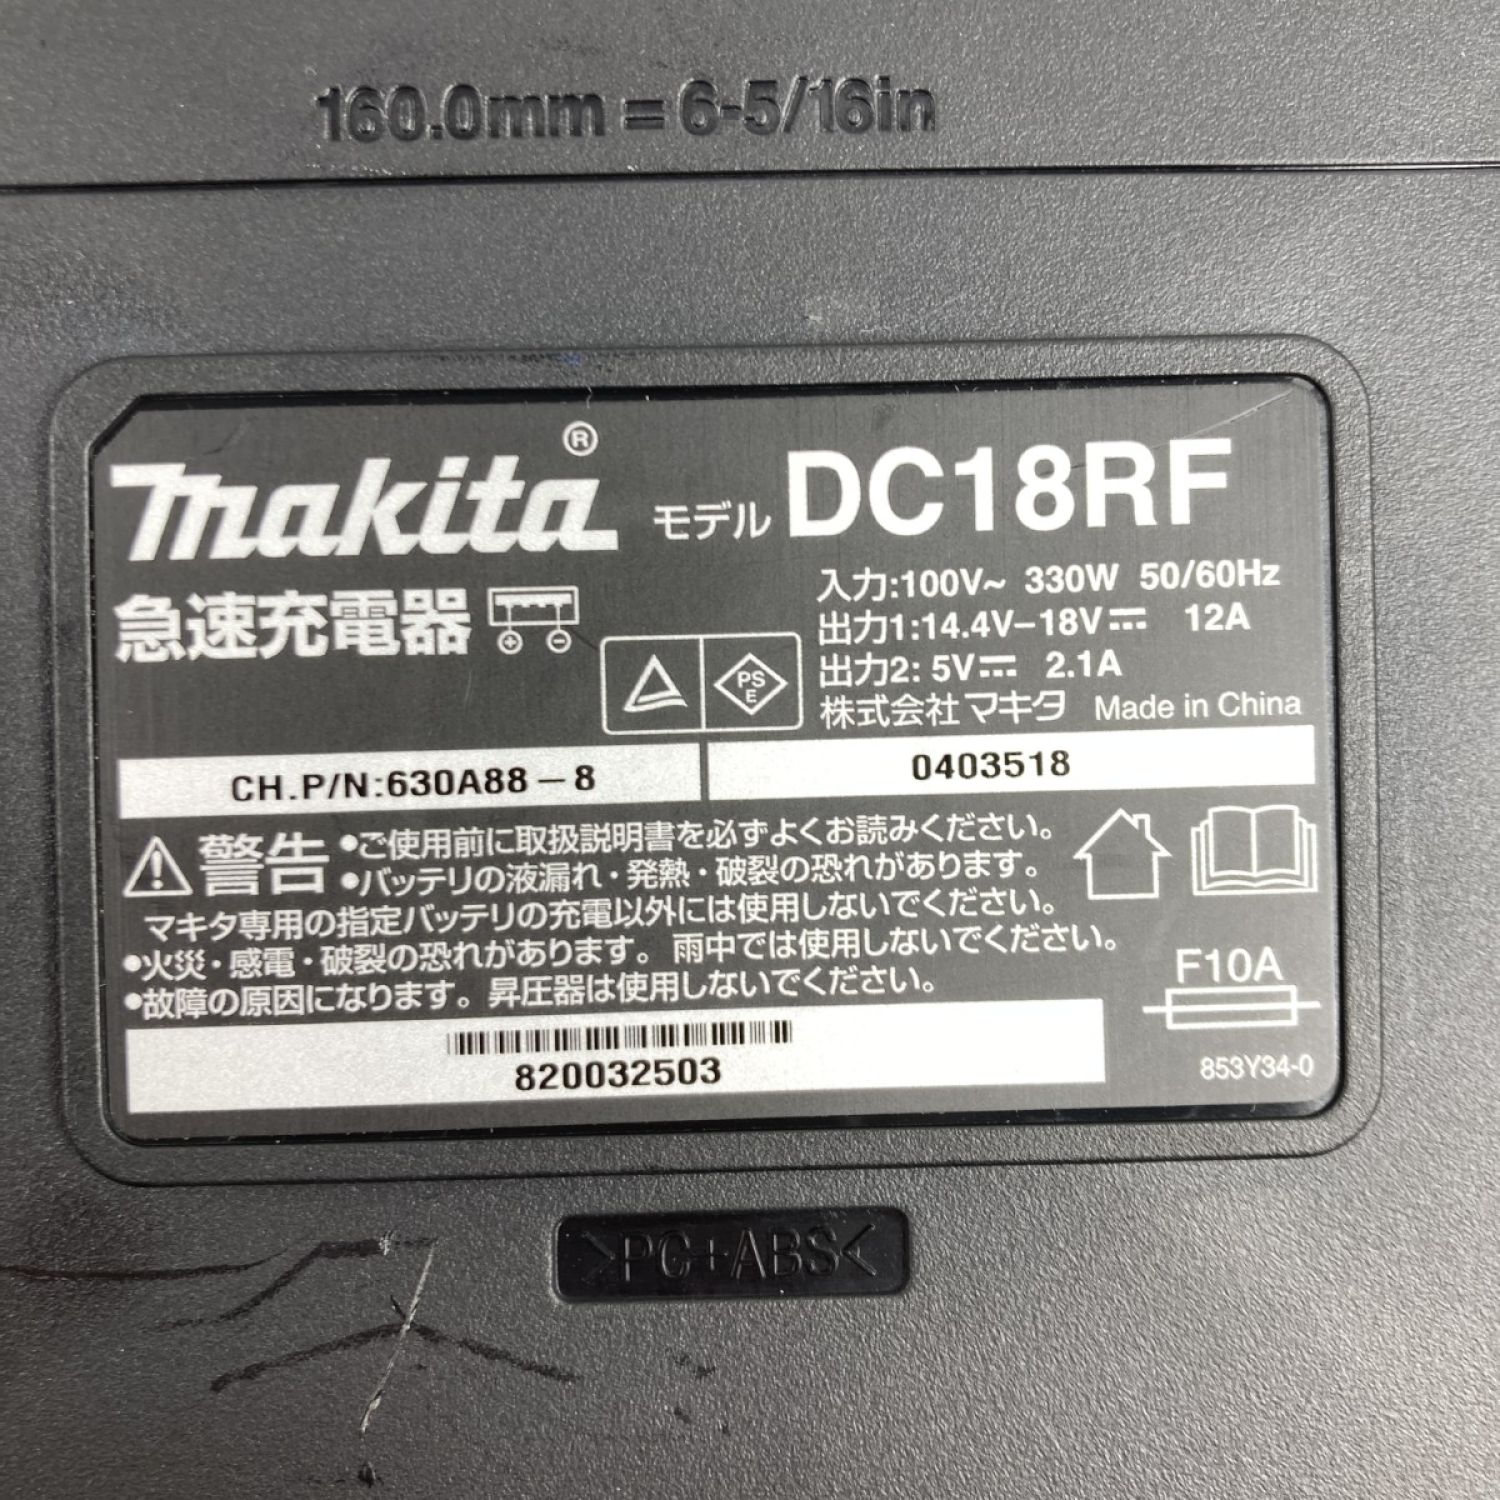 160.0mm = 6-5/16in
makita® モデル DC18RF
急速充電器
入力:100V~ 330W 50/60Hz
出力1:14.4V–18V⎓ 12A
出力2: 5V⎓ 2.1A
PS
E
株式会社マキタ Made in China
CH.P/N:630A88－8
0403518
警告
•ご使用前に取扱説明書を必ずよくお読みください。
•バッテリの液漏れ・発熱・破裂の恐れがあります。
マキタ専用の指定バッテリの充電以外には使用しないでください。
•火災・感電・破裂の恐れがあります。雨中では使用しないでください。
•故障の原因になります。昇圧器は使用しないでください。
F10A
820032503
853Y34-0
>PC+ABS<